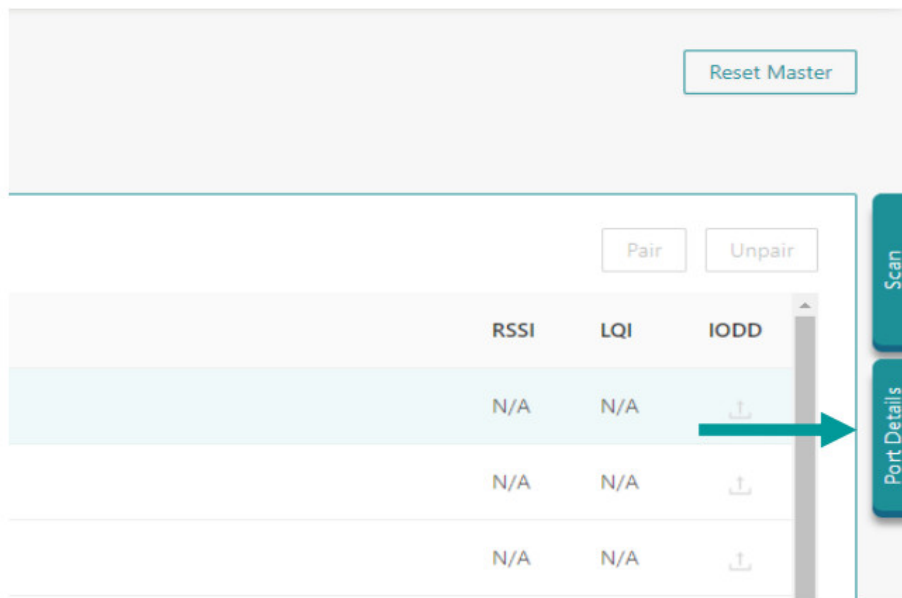 Reset Master
Pair Unpair
Scan
RSSI LQI IODD
N/A N/A
Port Details
N/A N/A
N/A N/A